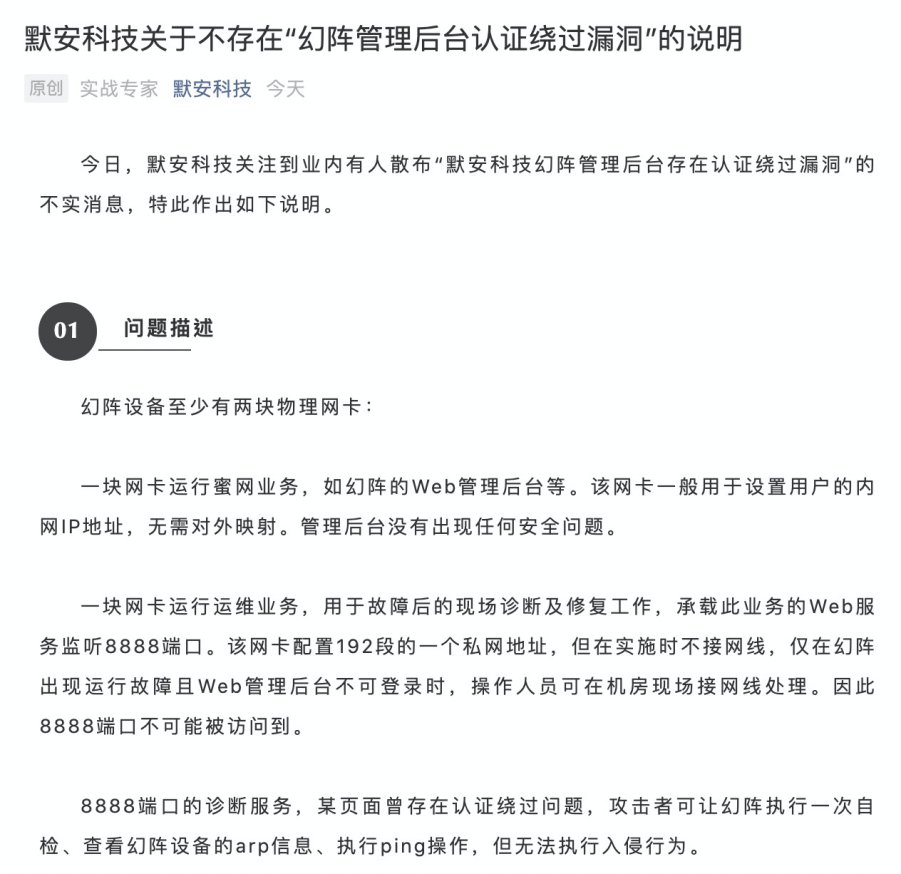 默安科技关于不存在“幻阵管理后台认证绕过漏洞”的说明
原创 实战专家 默安科技 今天
今日，默安科技关注到业内有人散布“默安科技幻阵管理后台存在认证绕过漏洞”的
不实消息，特此作出如下说明。
01 问题描述
幻阵设备至少有两块物理网卡：
一块网卡运行蜜网业务，如幻阵的Web管理后台等。该网卡一般用于设置用户的内
网IP地址，无需对外映射。管理后台没有出现任何安全问题。
一块网卡运行运维业务，用于故障后的现场诊断及修复工作，承载此业务的Web服
务监听8888端口。该网卡配置192段的一个私网地址，但在实施时不接网线，仅在幻阵
出现运行故障且Web管理后台不可登录时，操作人员可在机房现场接网线处理。因此
8888端口不可能被访问到。
8888端口的诊断服务，某页面曾存在认证绕过问题，攻击者可让幻阵执行一次自
检、查看幻阵设备的arp信息、执行ping操作，但无法执行入侵行为。